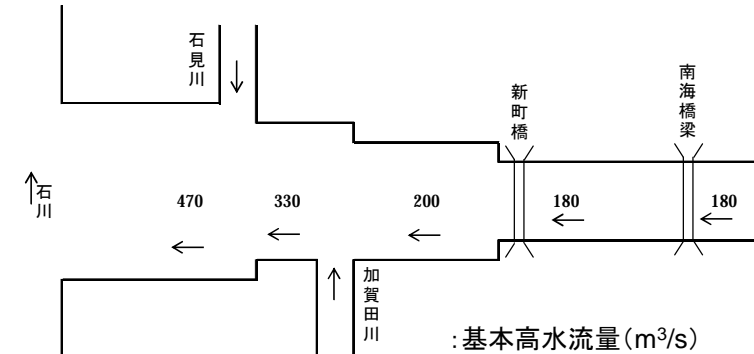 石見川
新町橋
南海橋梁
石川
470
330
200
180
180
加賀田川
:基本高水流量(m³/s)